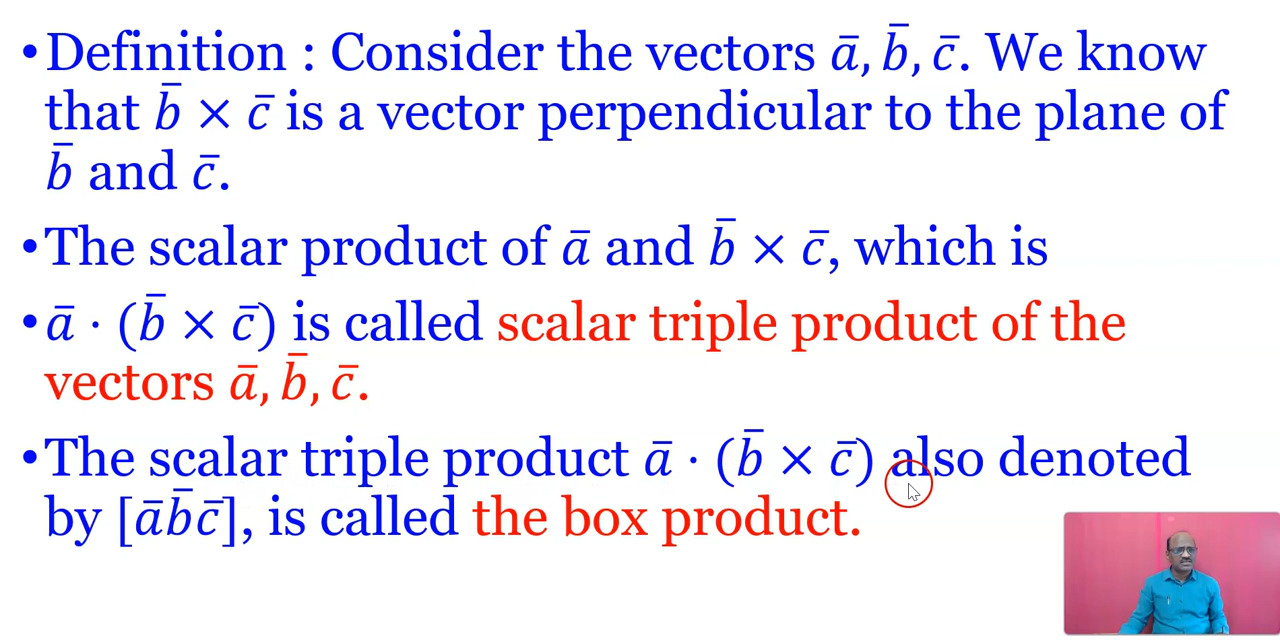 •Definition : Consider the vectors a̅, b̅, c̅. We know
that b̅ × c̅ is a vector perpendicular to the plane of
b̅ and c̅.
•The scalar product of a̅ and b̅ × c̅, which is
•a̅ · (b̅ × c̅) is called scalar triple product of the
vectors a̅, b̅, c̅.
•The scalar triple product a̅ · (b̅ × c̅) also denoted
by [a̅b̅c̅], is called the box product.